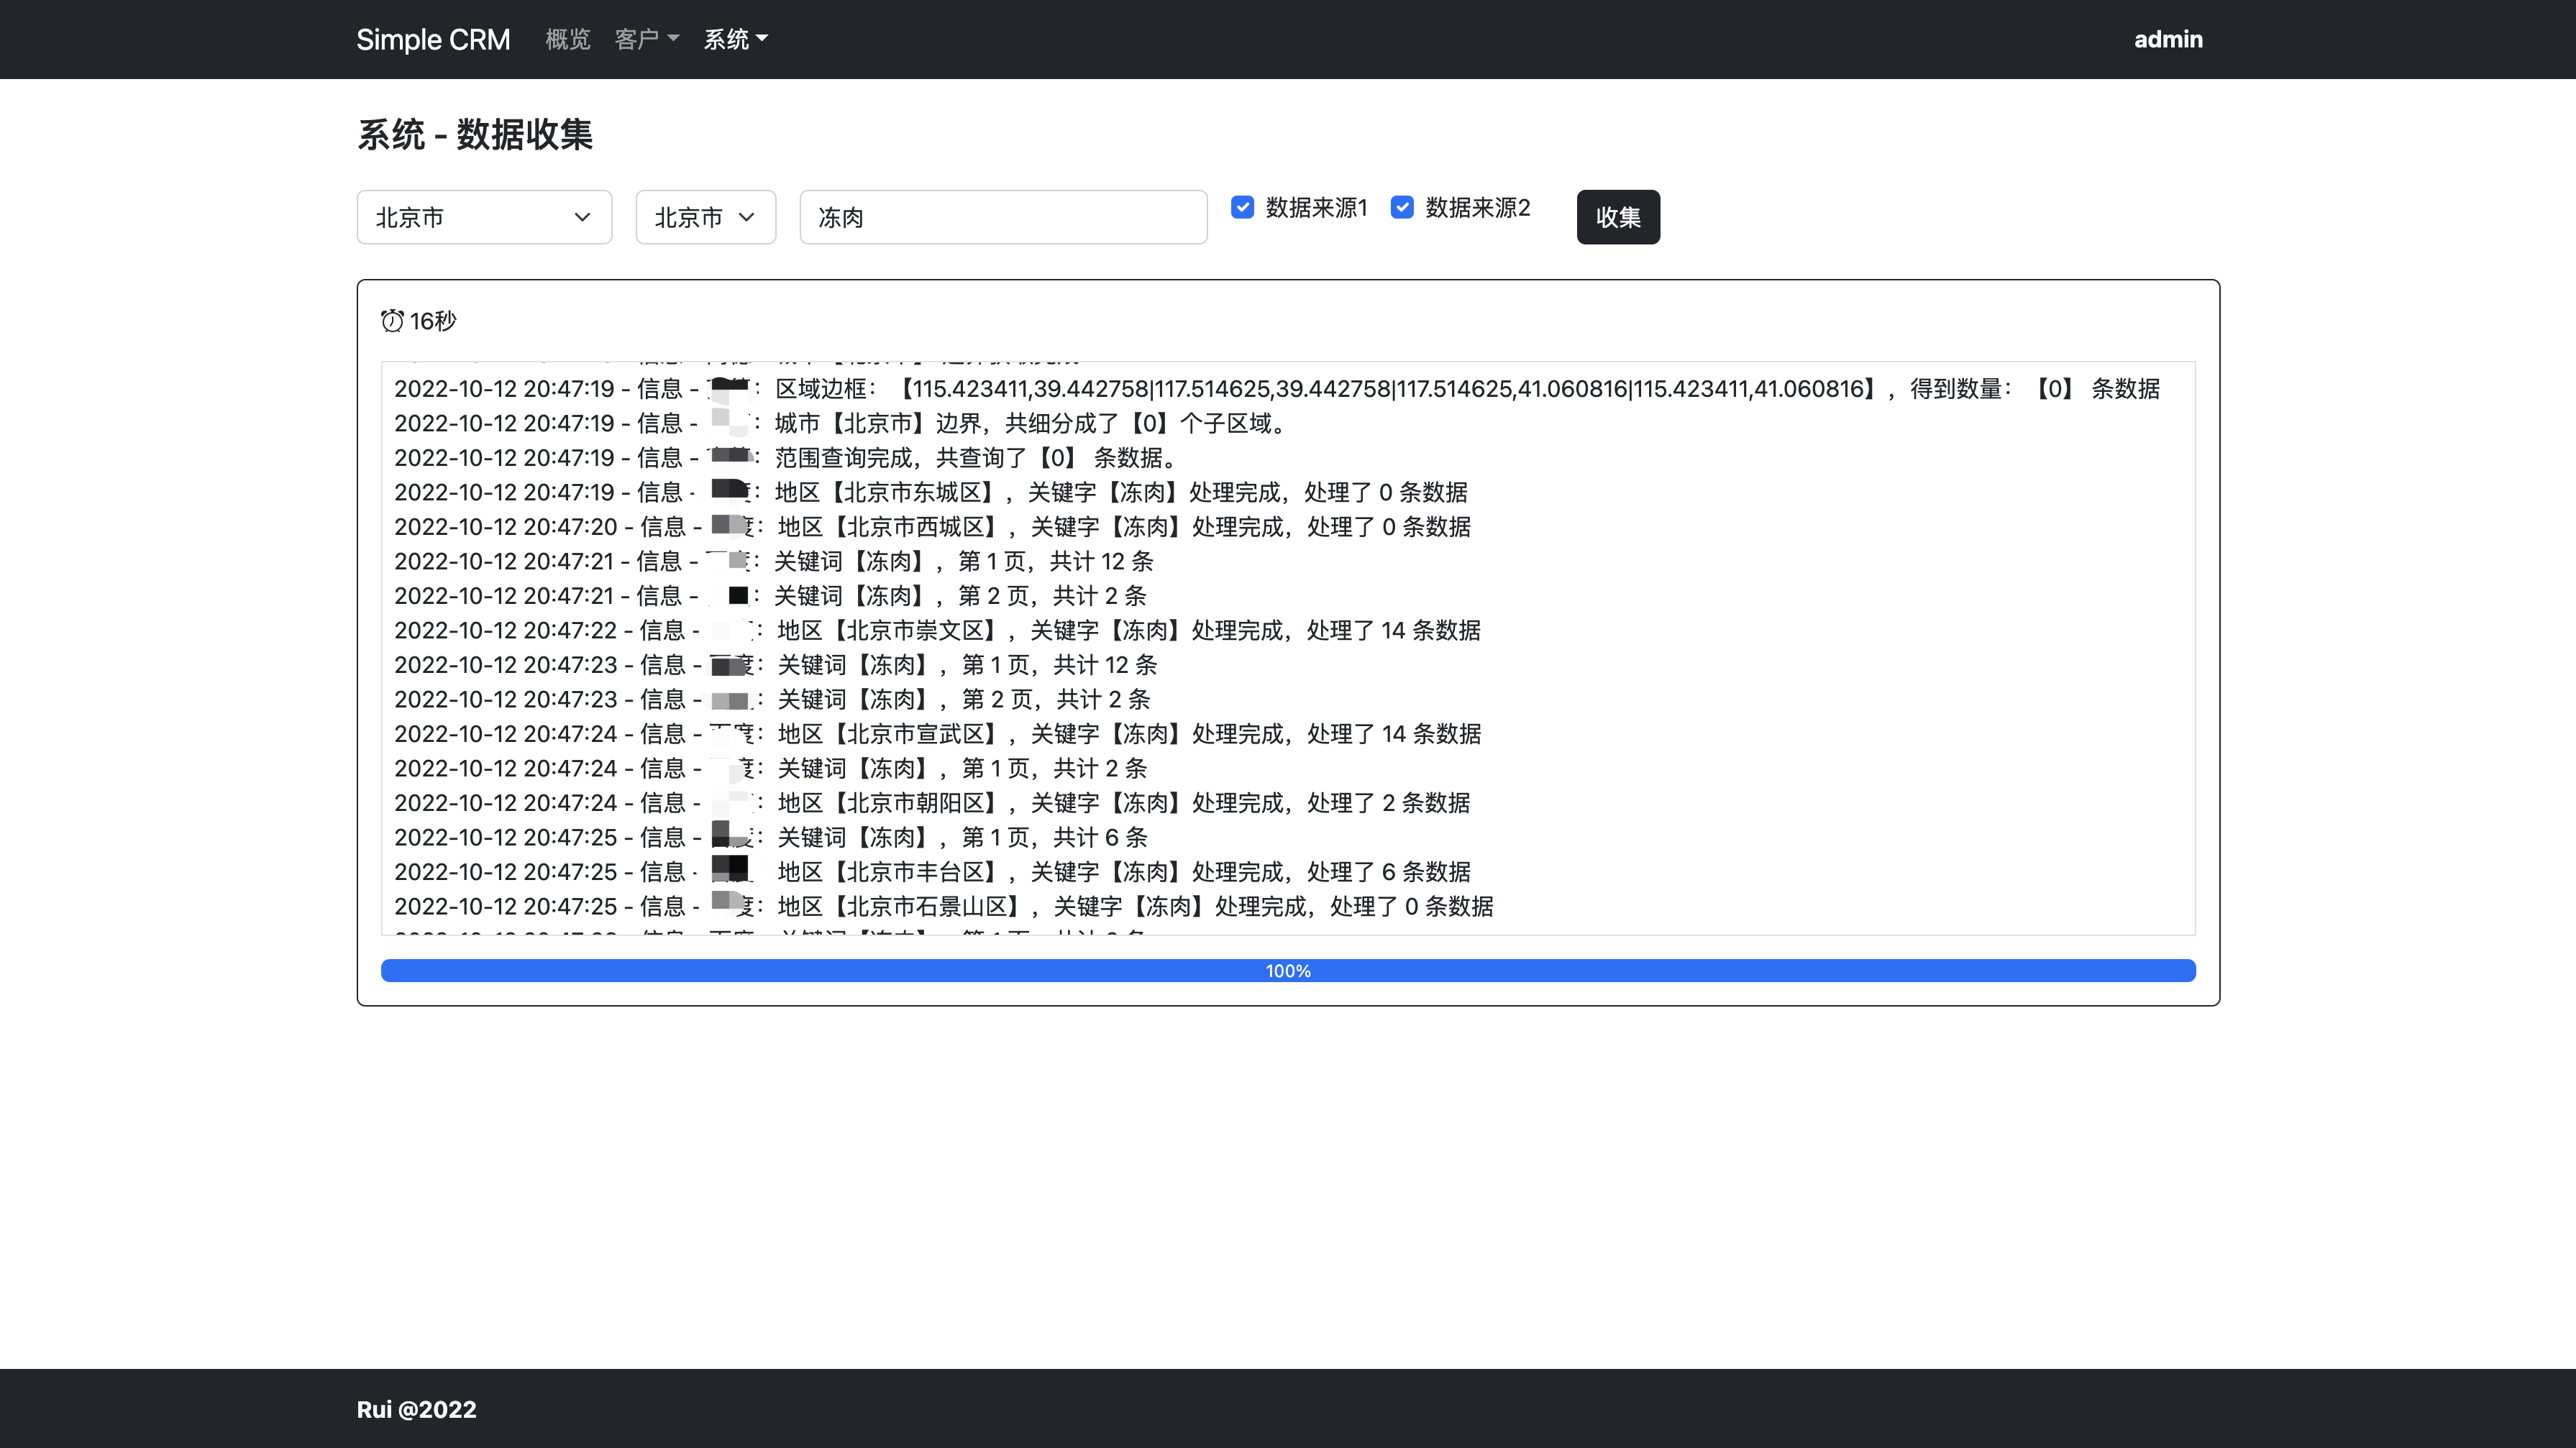 Simple CRM 概览 客户 系统 admin
系统 - 数据收集
北京市 北京市 冻肉 数据来源1 数据来源2 收集
16秒
2022-10-12 20:47:19 - 信息 - ：区域边框：【115.423411,39.442758|117.514625,39.442758|117.514625,41.060816|115.423411,41.060816】，得到数量：【0】 条数据
2022-10-12 20:47:19 - 信息 - ：城市【北京市】边界，共细分成了【0】个子区域。
2022-10-12 20:47:19 - 信息 - ：范围查询完成，共查询了【0】 条数据。
2022-10-12 20:47:19 - 信息 - ：地区【北京市东城区】，关键字【冻肉】处理完成，处理了 0 条数据
2022-10-12 20:47:20 - 信息 - ：地区【北京市西城区】，关键字【冻肉】处理完成，处理了 0 条数据
2022-10-12 20:47:21 - 信息 - ：关键词【冻肉】，第 1 页，共计 12 条
2022-10-12 20:47:21 - 信息 - ：关键词【冻肉】，第 2 页，共计 2 条
2022-10-12 20:47:22 - 信息 - ：地区【北京市崇文区】，关键字【冻肉】处理完成，处理了 14 条数据
2022-10-12 20:47:23 - 信息 - ：关键词【冻肉】，第 1 页，共计 12 条
2022-10-12 20:47:23 - 信息 - ：关键词【冻肉】，第 2 页，共计 2 条
2022-10-12 20:47:24 - 信息 - ：地区【北京市宣武区】，关键字【冻肉】处理完成，处理了 14 条数据
2022-10-12 20:47:24 - 信息 - ：关键词【冻肉】，第 1 页，共计 2 条
2022-10-12 20:47:24 - 信息 - ：地区【北京市朝阳区】，关键字【冻肉】处理完成，处理了 2 条数据
2022-10-12 20:47:25 - 信息 - ：关键词【冻肉】，第 1 页，共计 6 条
2022-10-12 20:47:25 - 信息 - 地区【北京市丰台区】，关键字【冻肉】处理完成，处理了 6 条数据
2022-10-12 20:47:25 - 信息 - ：地区【北京市石景山区】，关键字【冻肉】处理完成，处理了 0 条数据
100%
Rui @2022